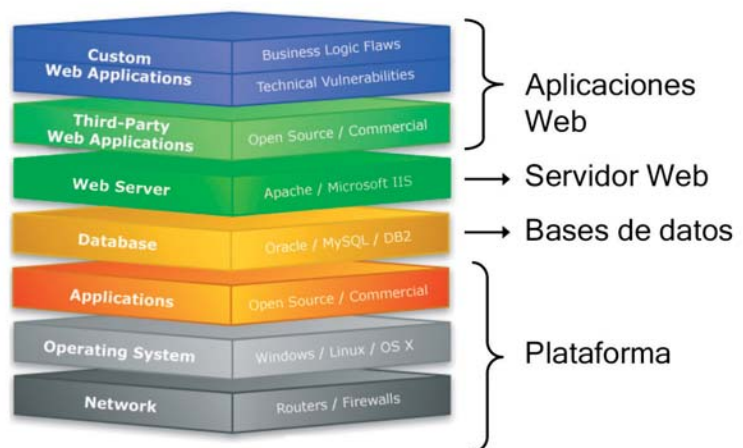 Custom
Web Applications
Business Logic Flaws
Technical Vulnerabilities
Third-Party
Web Applications
Open Source / Commercial
Aplicaciones
Web
Web Server
Apache / Microsoft IIS
Servidor Web
Database
Oracle / MySQL / DB2
Bases de datos
Applications
Open Source / Commercial
Operating System
Windows / Linux / OS X
Plataforma
Network
Routers / Firewalls